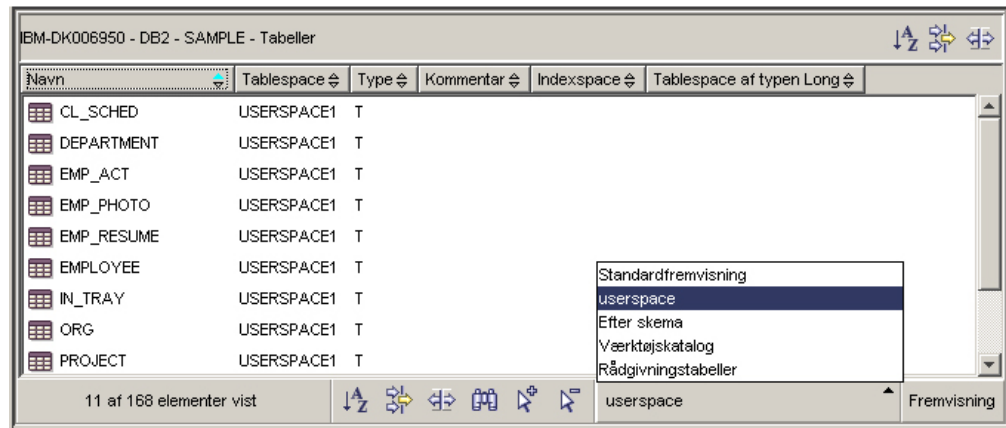 IBM-DK006950 - DB2 - SAMPLE - Tabeller
Navn Tablespace Type Kommentar Indexspace Tablespace af typen Long
CL_SCHED USERSPACE1 T
DEPARTMENT USERSPACE1 T
EMP_ACT USERSPACE1 T
EMP_PHOTO USERSPACE1 T
EMP_RESUME USERSPACE1 T
EMPLOYEE USERSPACE1 T
IN_TRAY USERSPACE1 T
ORG USERSPACE1 T
PROJECT USERSPACE1 T
Standardfremvisning
userspace
Efter skema
Værktøjskatalog
Rådgivningstabeller
11 af 168 elementer vist userspace Fremvisning